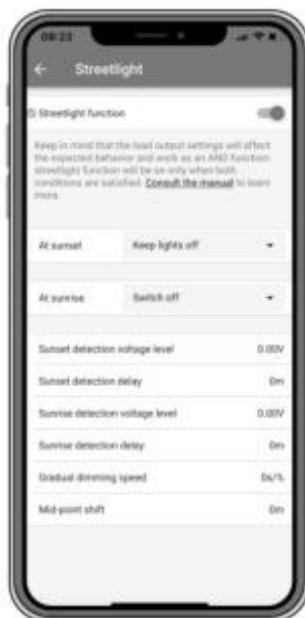 09:23
Streetlight
Streetlight function
Keep in mind that the load output settings will affect
the expected behavior and work as an AND function
streetlight function will be on only when both
conditions are satisfied. Consult the manual to learn
more.
At sunset Keep lights off
At sunrise Switch off
Sunset detection voltage level 0.00V
Sunset detection delay 0m
Sunrise detection voltage level 0.00V
Sunrise detection delay 0m
Gradual dimming speed 0s/%
Mid-point shift 0m